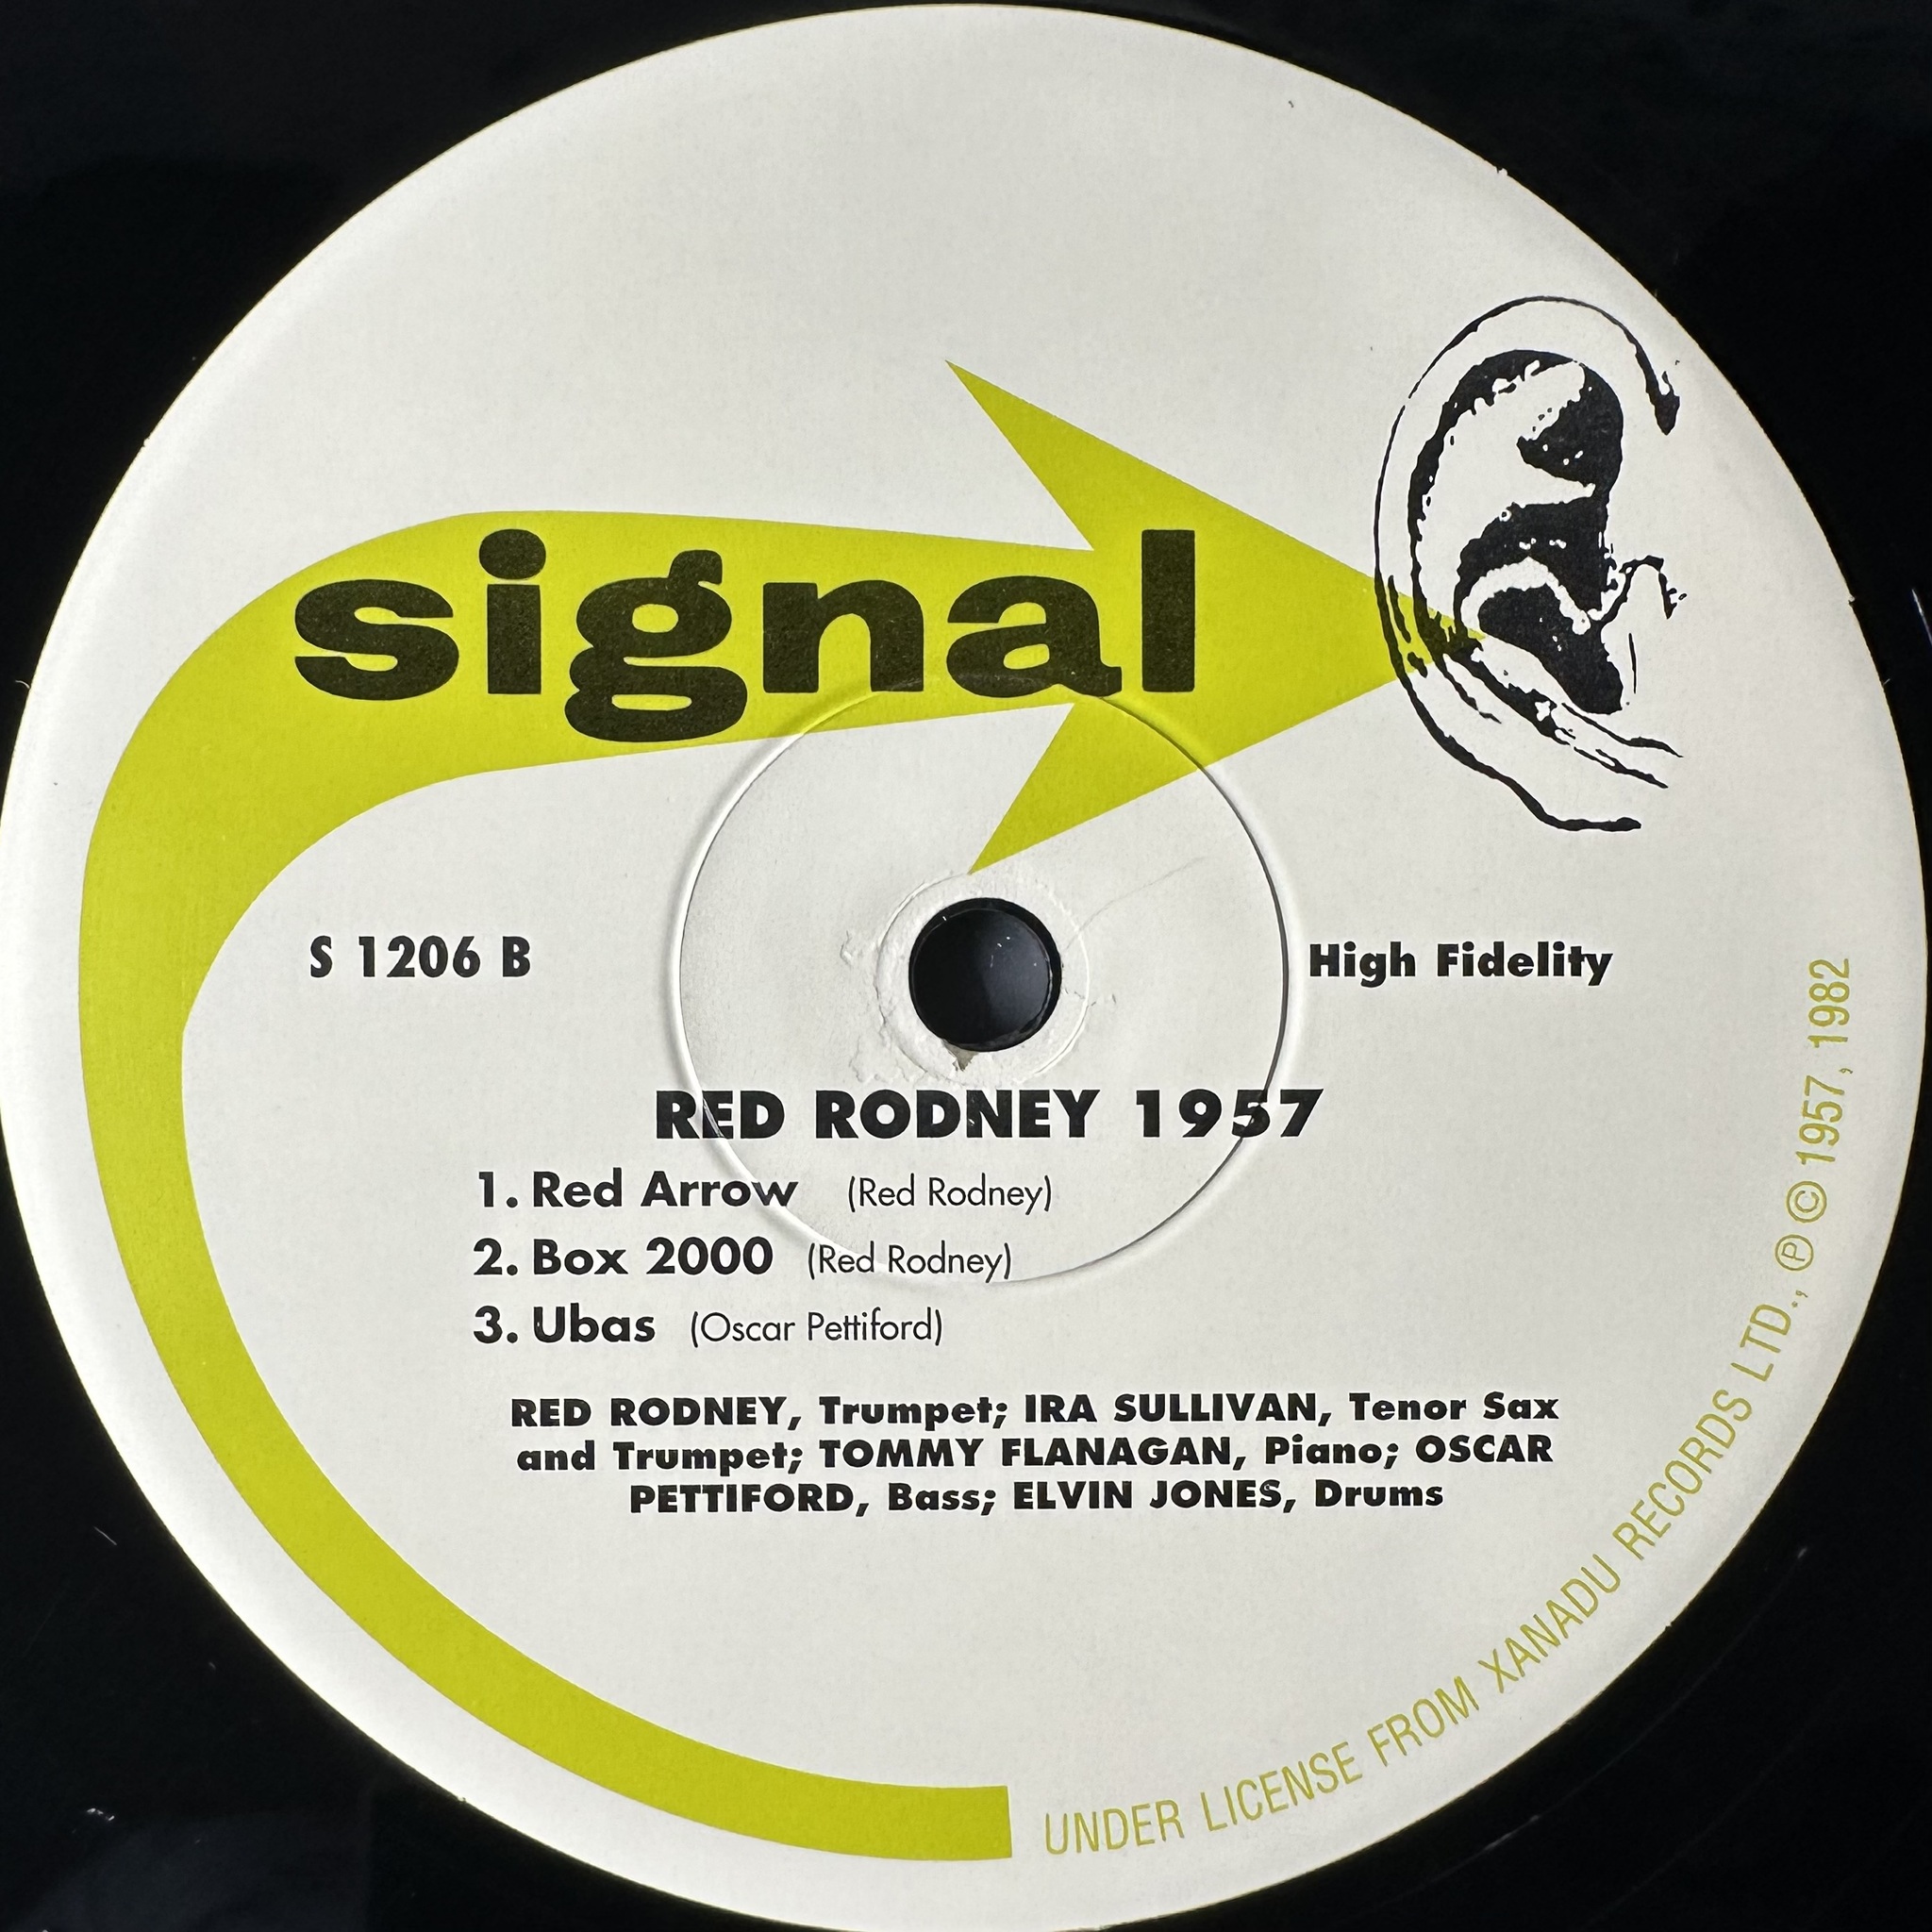 signal
S 1206 B
High Fidelity
RED RODNEY 1957
1. Red Arrow (Red Rodney)
2. Box 2000 (Red Rodney)
3. Ubas (Oscar Pettiford)
RED RODNEY, Trumpet; IRA SULLIVAN, Tenor Sax
and Trumpet; TOMMY FLANAGAN, Piano; OSCAR
PETTIFORD, Bass; ELVIN JONES, Drums
UNDER LICENSE FROM XANADU RECORDS LTD., ℗ © 1957, 1982